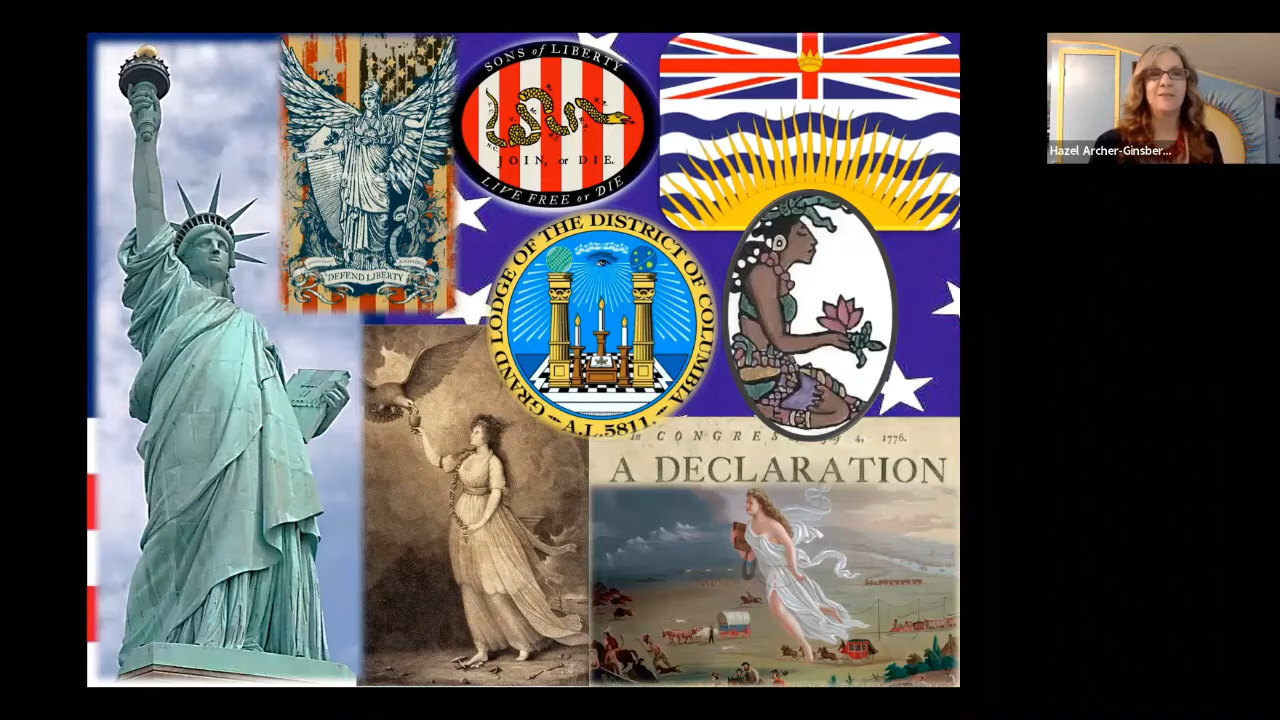 SONS of LIBERTY
JOIN, or DIE.
LIVE FREE or DIE
DEFEND LIBERTY
GRAND LODGE OF THE DISTRICT OF COLUMBIA
A.L. 5811.
In CONGRES
4, 1776.
A DECLARATION
Hazel Archer-Ginsber...